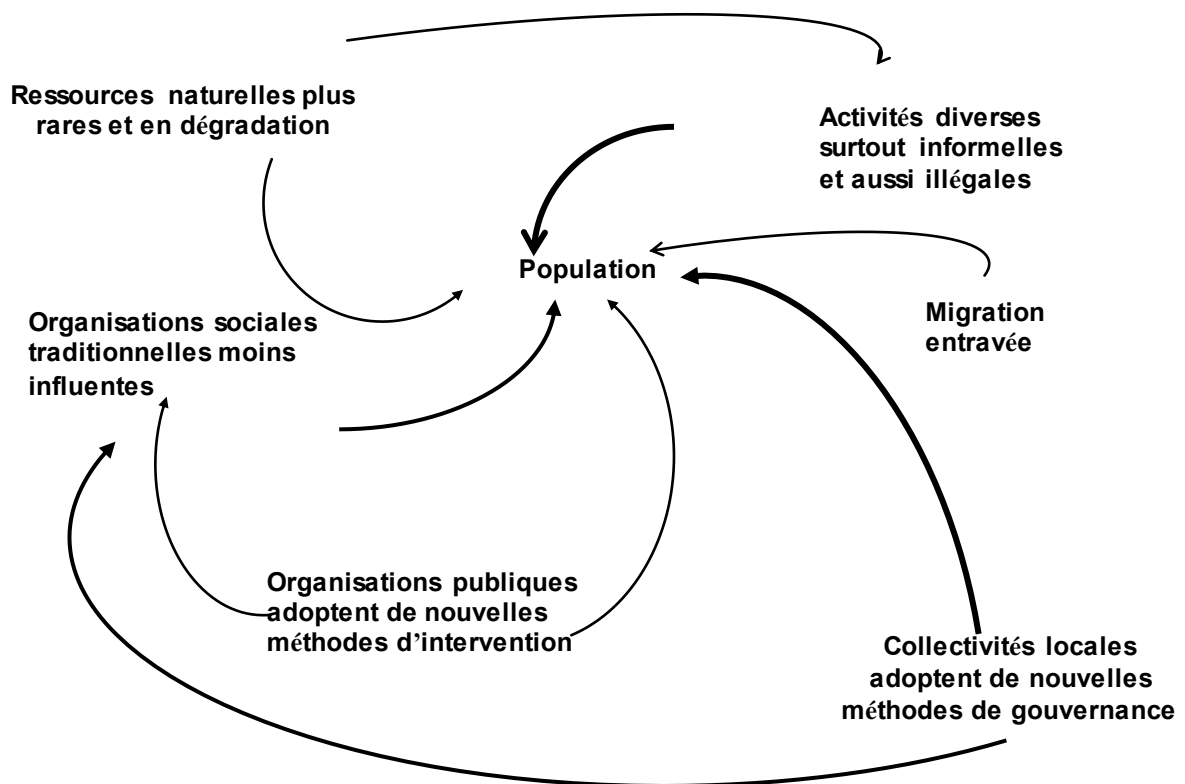 Ressources naturelles plus
rares et en dégradation
Activités diverses
surtout informelles
et aussi illégales
Population
Migration
entravée
Organisations sociales
traditionnelles moins
influentes
Organisations publiques
adoptent de nouvelles
méthodes d’intervention
Collectivités locales
adoptent de nouvelles
méthodes de gouvernance